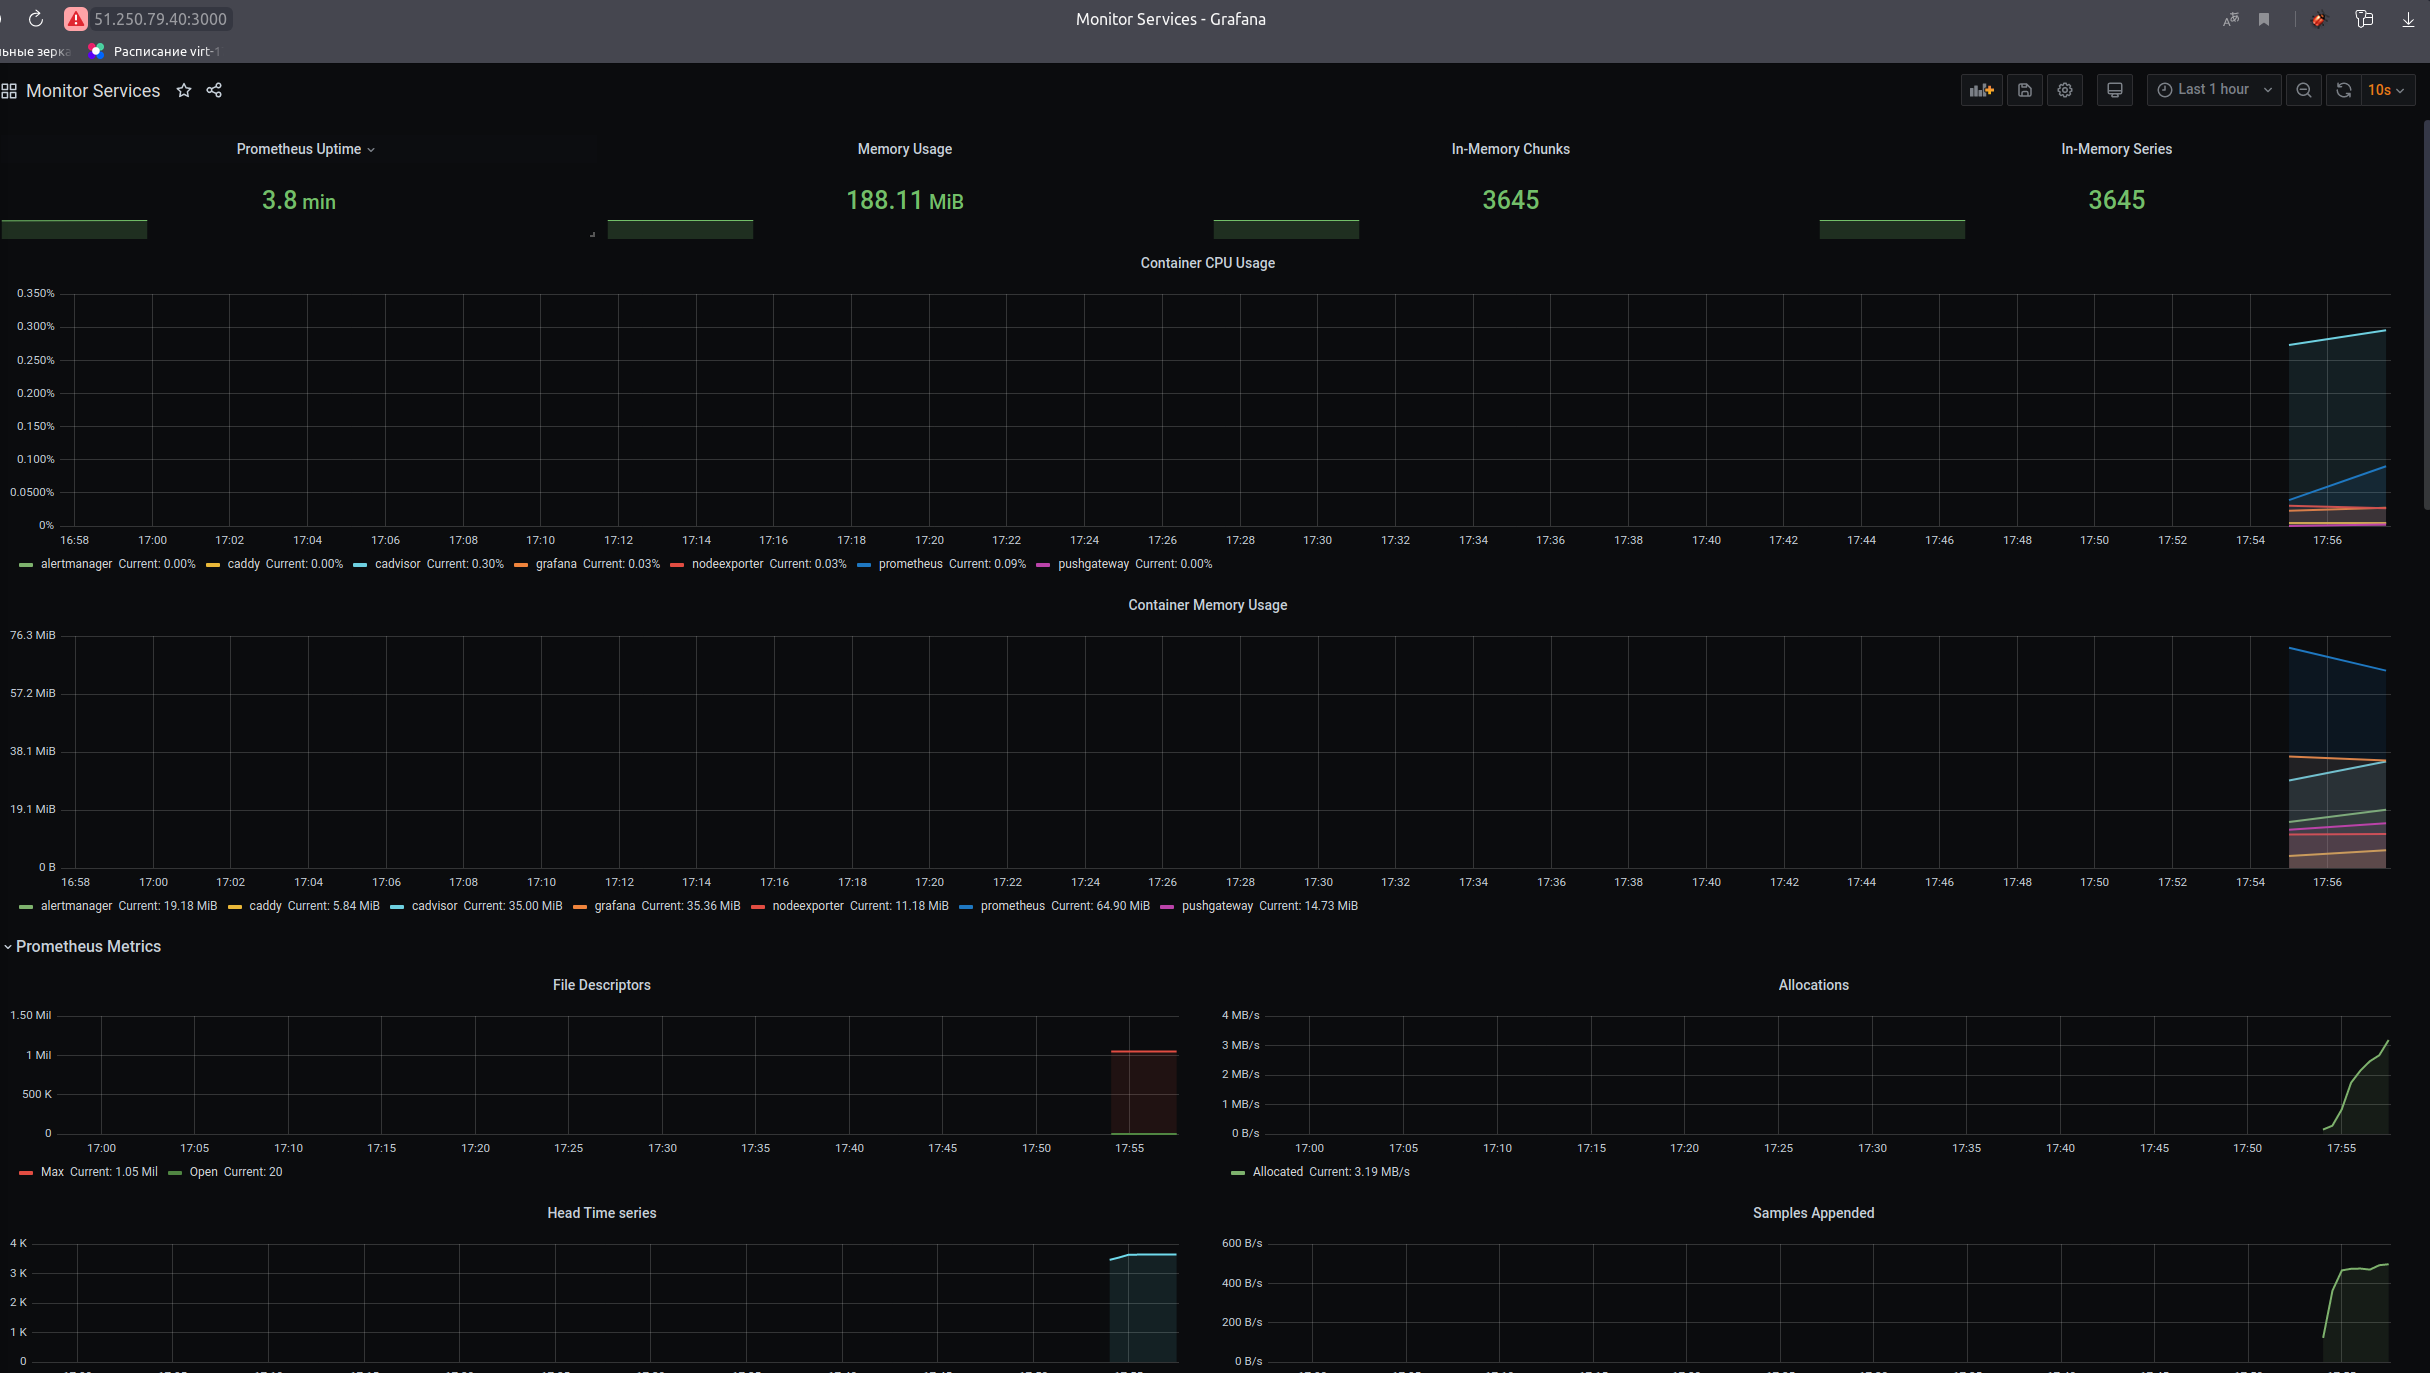 51.250.79.40:3000
Monitor Services - Grafana
ьные зерка
Расписание virt-1
Monitor Services
Last 1 hour
10s
Prometheus Uptime
Memory Usage
In-Memory Chunks
In-Memory Series
3.8 min
188.11 MiB
3645
3645
Container CPU Usage
0.350%
0.300%
0.250%
0.200%
0.150%
0.100%
0.0500%
0%
16:58 17:00 17:02 17:04 17:06 17:08 17:10 17:12 17:14 17:16 17:18 17:20 17:22 17:24 17:26 17:28 17:30 17:32 17:34 17:36 17:38 17:40 17:42 17:44 17:46 17:48 17:50 17:52 17:54 17:56
alertmanager Current: 0.00% caddy Current: 0.00% cadvisor Current: 0.30% grafana Current: 0.03% nodeexporter Current: 0.03% prometheus Current: 0.09% pushgateway Current: 0.00%
Container Memory Usage
76.3 MiB
57.2 MiB
38.1 MiB
19.1 MiB
0 B
16:58 17:00 17:02 17:04 17:06 17:08 17:10 17:12 17:14 17:16 17:18 17:20 17:22 17:24 17:26 17:28 17:30 17:32 17:34 17:36 17:38 17:40 17:42 17:44 17:46 17:48 17:50 17:52 17:54 17:56
alertmanager Current: 19.18 MiB caddy Current: 5.84 MiB cadvisor Current: 35.00 MiB grafana Current: 35.36 MiB nodeexporter Current: 11.18 MiB prometheus Current: 64.90 MiB pushgateway Current: 14.73 MiB
Prometheus Metrics
File Descriptors
1.50 Mil
1 Mil
500 K
0
17:00 17:05 17:10 17:15 17:20 17:25 17:30 17:35 17:40 17:45 17:50 17:55
Max Current: 1.05 Mil Open Current: 20
Allocations
4 MB/s
3 MB/s
2 MB/s
1 MB/s
0 B/s
17:00 17:05 17:10 17:15 17:20 17:25 17:30 17:35 17:40 17:45 17:50 17:55
Allocated Current: 3.19 MB/s
Head Time series
4 K
3 K
2 K
1 K
0
Samples Appended
600 B/s
400 B/s
200 B/s
0 B/s